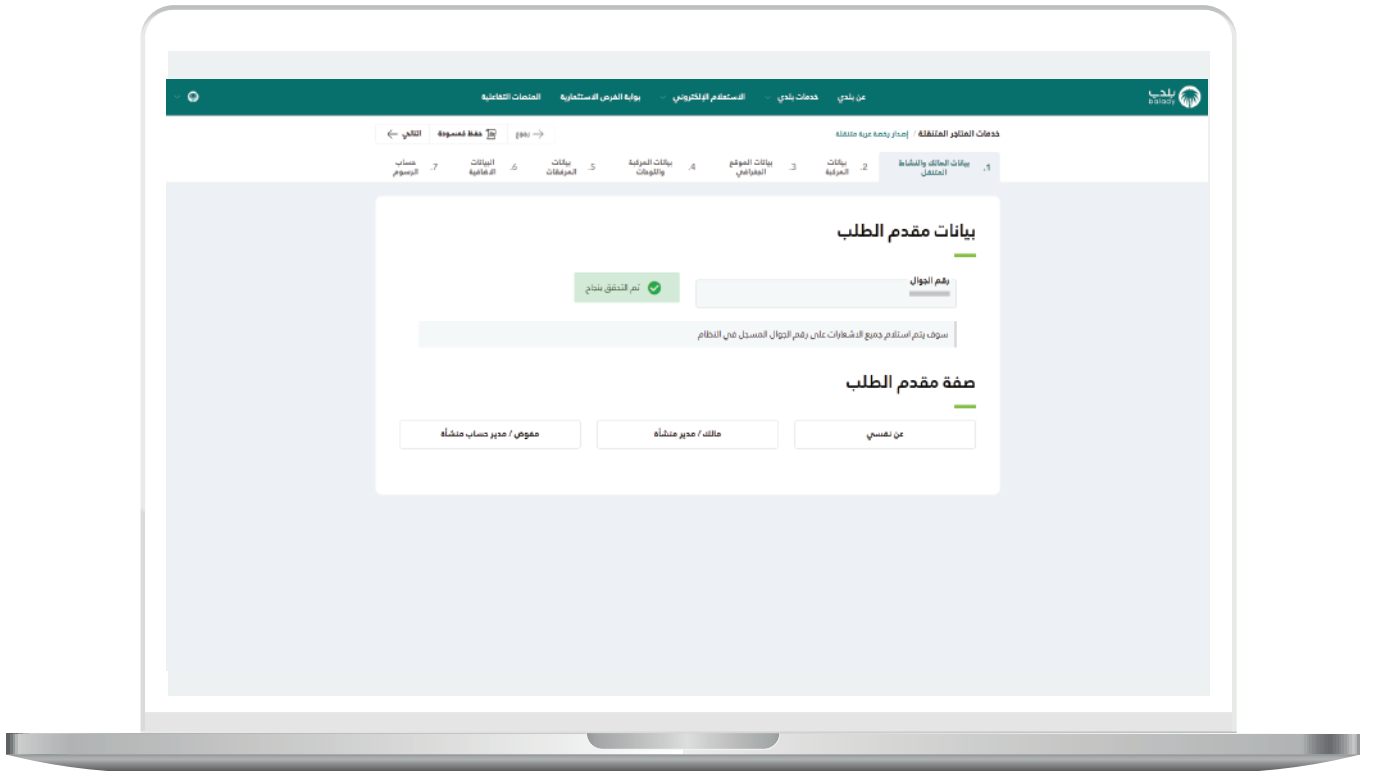 بلدي
balady
عن بلدي
خدمات بلدي
الاستعلام الإلكتروني
بوابة الفرص الاستثمارية
المنصات التفاعلية
خدمات المتاجر المتنقلة / إصدار رخصة عربة متنقلة
رجوع
حفظ كمسودة
التالي
1. بيانات المالك والنشاط المتنقل
2. بيانات المركبة
3. بيانات الموقع الجغرافي
4. بيانات المركبة واللوحات
5. بيانات المرفقات
6. البيانات الاضافية
7. حساب الرسوم
بيانات مقدم الطلب
رقم الجوال
تم التحقق بنجاح
سوف يتم استلام جميع الاشعارات على رقم الجوال المسجل في النظام
صفة مقدم الطلب
عن نفسي
مالك / مدير منشأة
مفوض / مدير حساب منشأة